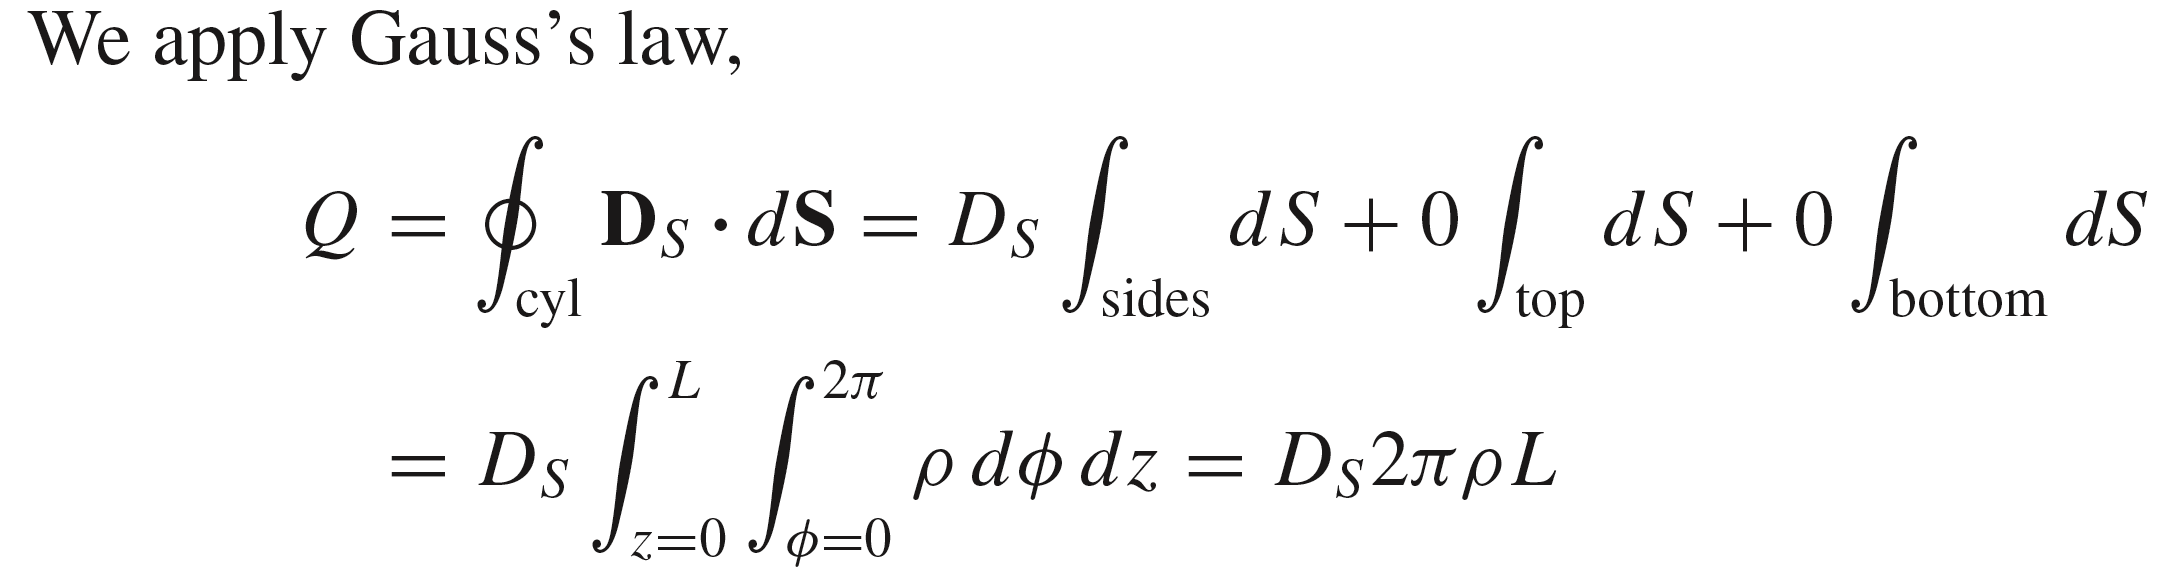 We apply Gauss’s law,
Q = ∮_cyl 𝐃_S · d𝐒 = D_S ∫_sides dS + 0 ∫_top dS + 0 ∫_bottom dS
= D_S ∫_{z=0}^{L} ∫_{ϕ=0}^{2π} ρ dϕ dz = D_S 2πρL